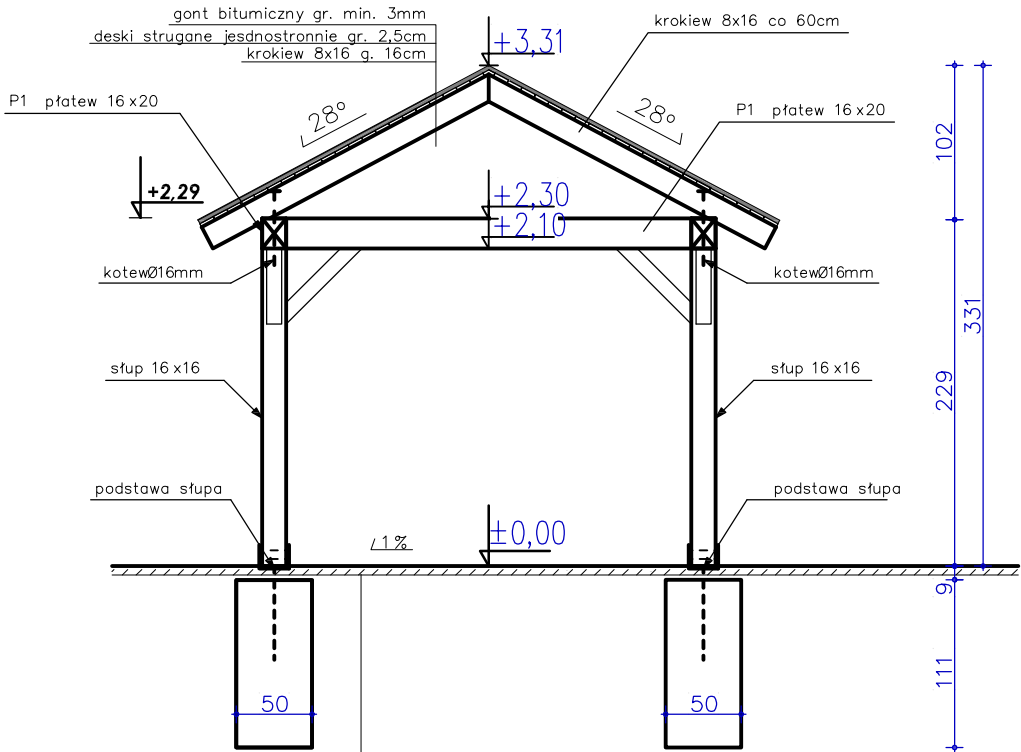 gont bitumiczny gr. min. 3mm
deski strugane jesdnostronnie gr. 2,5cm
krokiew 8x16 g. 16cm
+3,31
krokiew 8x16 co 60cm
P1 płatew 16x20
28°
28°
P1 płatew 16x20
102
+2,29
+2,30
+2,10
kotewØ16mm
kotewØ16mm
331
słup 16x16
słup 16x16
229
podstawa słupa
podstawa słupa
1%
±0,00
9
111
50
50